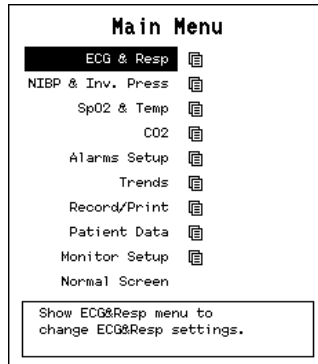 Main Menu
ECG & Resp
NIBP & Inv. Press
SpO2 & Temp
CO2
Alarms Setup
Trends
Record/Print
Patient Data
Monitor Setup
Normal Screen
Show ECG&Resp menu to
change ECG&Resp settings.